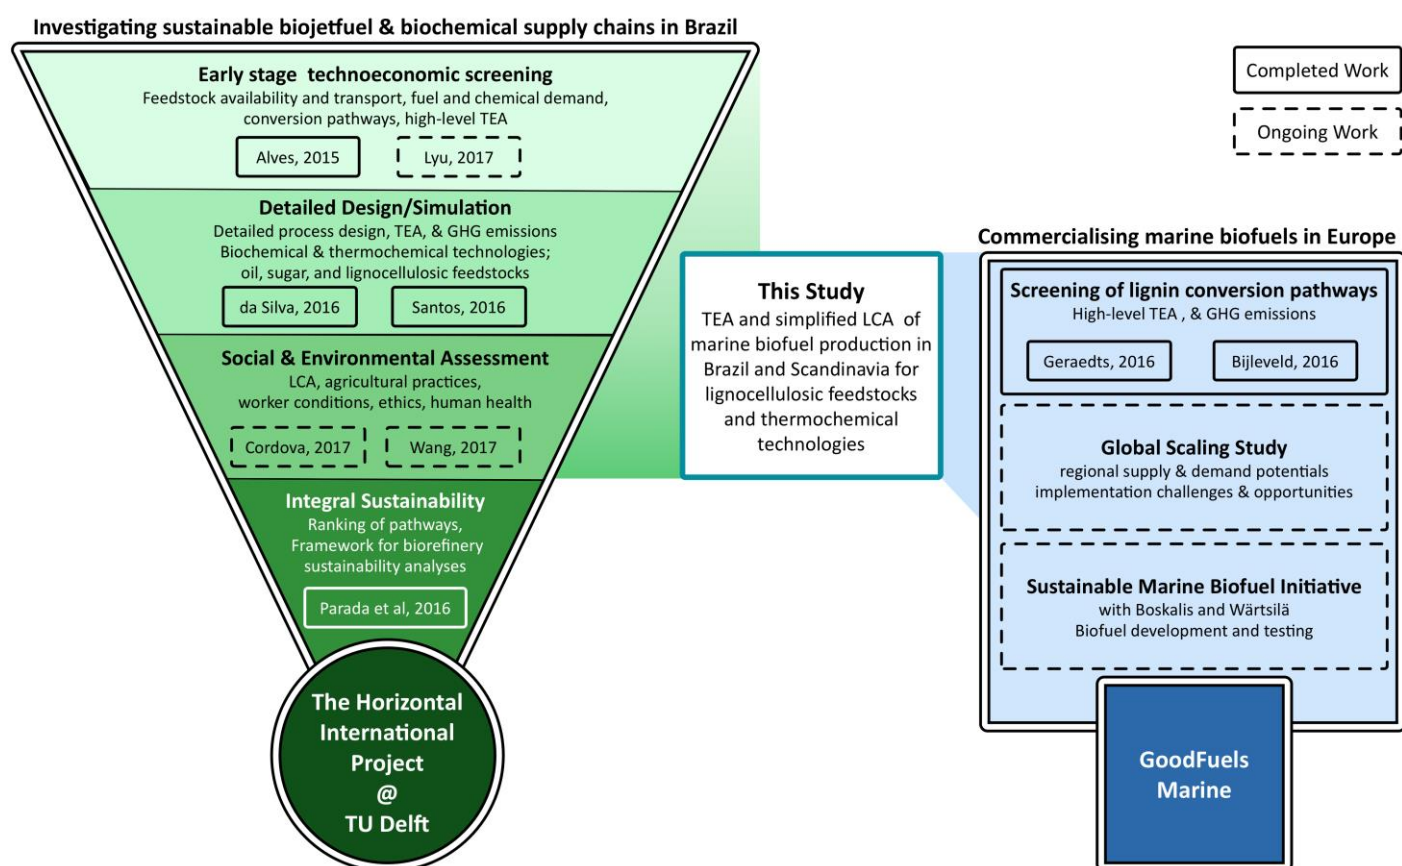 Investigating sustainable biojetfuel & biochemical supply chains in Brazil
Early stage technoeconomic screening
Feedstock availability and transport, fuel and chemical demand,
conversion pathways, high-level TEA
Alves, 2015
Lyu, 2017
Detailed Design/Simulation
Detailed process design, TEA, & GHG emissions
Biochemical & thermochemical technologies;
oil, sugar, and lignocellulosic feedstocks
da Silva, 2016
Santos, 2016
Social & Environmental Assessment
LCA, agricultural practices,
worker conditions, ethics, human health
Cordova, 2017
Wang, 2017
Integral Sustainability
Ranking of pathways,
Framework for biorefinery
sustainability analyses
Parada et al, 2016
The Horizontal
International
Project
@
TU Delft
This Study
TEA and simplified LCA of
marine biofuel production in
Brazil and Scandinavia for
lignocellulosic feedstocks
and thermochemical
technologies
Completed Work
Ongoing Work
Commercialising marine biofuels in Europe
Screening of lignin conversion pathways
High-level TEA , & GHG emissions
Geraedts, 2016
Bijleveld, 2016
Global Scaling Study
regional supply & demand potentials
implementation challenges & opportunities
Sustainable Marine Biofuel Initiative
with Boskalis and Wärtsilä
Biofuel development and testing
GoodFuels
Marine